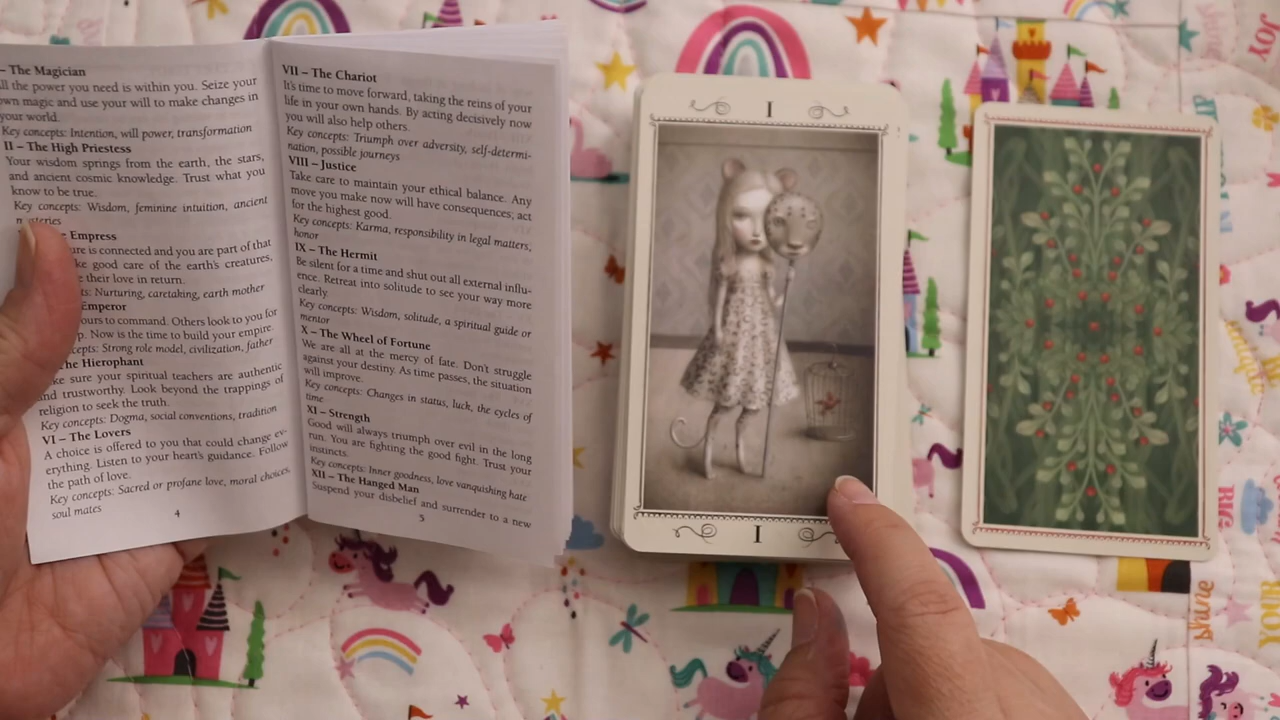 – The Magician
ll the power you need is within you. Seize your
own magic and use your will to make changes in
your world.
Key concepts: Intention, will power, transformation
II – The High Priestess
Your wisdom springs from the earth, the stars,
and ancient cosmic knowledge. Trust what you
know to be true.
Key concepts: Wisdom, feminine intuition, ancient
Empress
is connected and you are part of that
good care of the earth's creatures,
their love in return.
Nurturing, caretaking, earth mother
Emperor
ours to command. Others look to you for
Now is the time to build your empire.
Strong role model, civilization, father
Hierophant
sure your spiritual teachers are authentic
and trustworthy. Look beyond the trappings of
religion to seek the truth.
Key concepts: Dogma, social conventions, tradition
VI – The Lovers
A choice is offered to you that could change ev-
erything. Listen to your heart's guidance. Follow
the path of love.
Key concepts: Sacred or profane love, moral choices,
soul mates
4
VII – The Chariot
It's time to move forward, taking the reins of your
life in your own hands. By acting decisively now
you will also help others.
Key concepts: Triumph over adversity, self-determi-
nation, possible journeys
VIII – Justice
Take care to maintain your ethical balance. Any
move you make now will have consequences; act
for the highest good.
Key concepts: Karma, responsibility in legal matters,
honor
IX – The Hermit
Be silent for a time and shut out all external influ-
ence. Retreat into solitude to see your way more
clearly.
Key concepts: Wisdom, solitude, a spiritual guide or
mentor
X – The Wheel of Fortune
We are all at the mercy of fate. Don't struggle
against your destiny. As time passes, the situation
will improve.
Key concepts: Changes in status, luck, the cycles of
time
XI – Strength
Good will always triumph over evil in the long
run. You are fighting the good fight. Trust your
instincts.
Key concepts: Inner goodness, love vanquishing hate
XII – The Hanged Man
Suspend your disbelief and surrender to a new
5
I
I
Joy
shine
BIG
YOUR
shine